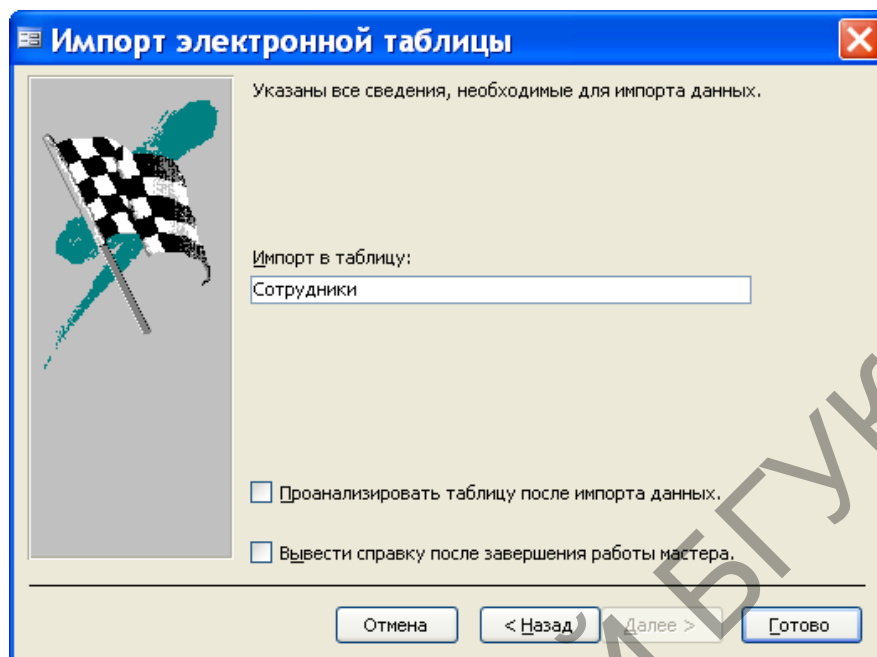 Импорт электронной таблицы
Указаны все сведения, необходимые для импорта данных.
Импорт в таблицу:
Сотрудники
Проанализировать таблицу после импорта данных.
Вывести справку после завершения работы мастера.
Отмена
< Назад
Далее >
Готово
Й БГУК